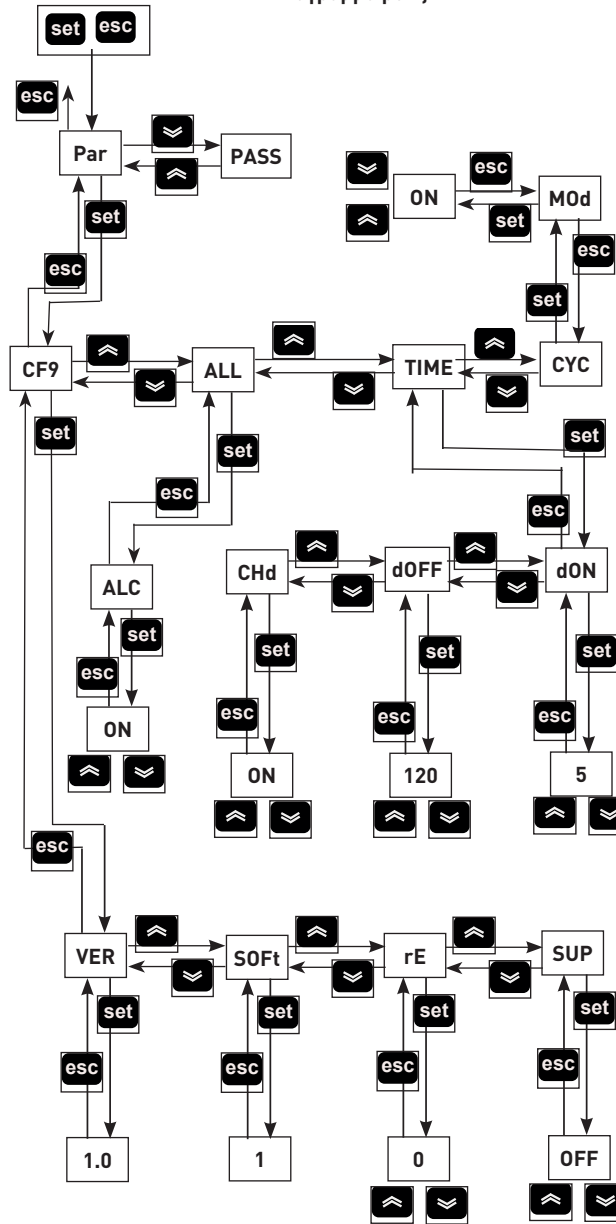 set esc
esc
Par PASS
set
esc
ON esc MOd
set
esc
set
CF9 ALL TIME CYC
set
set
set
esc
esc
ALC CHd dOFF dON
set set set set
esc esc esc esc
ON ON 120 5
esc
VER SOFt rE SUP
set set set set
esc esc esc esc
1.0 1 0 OFF